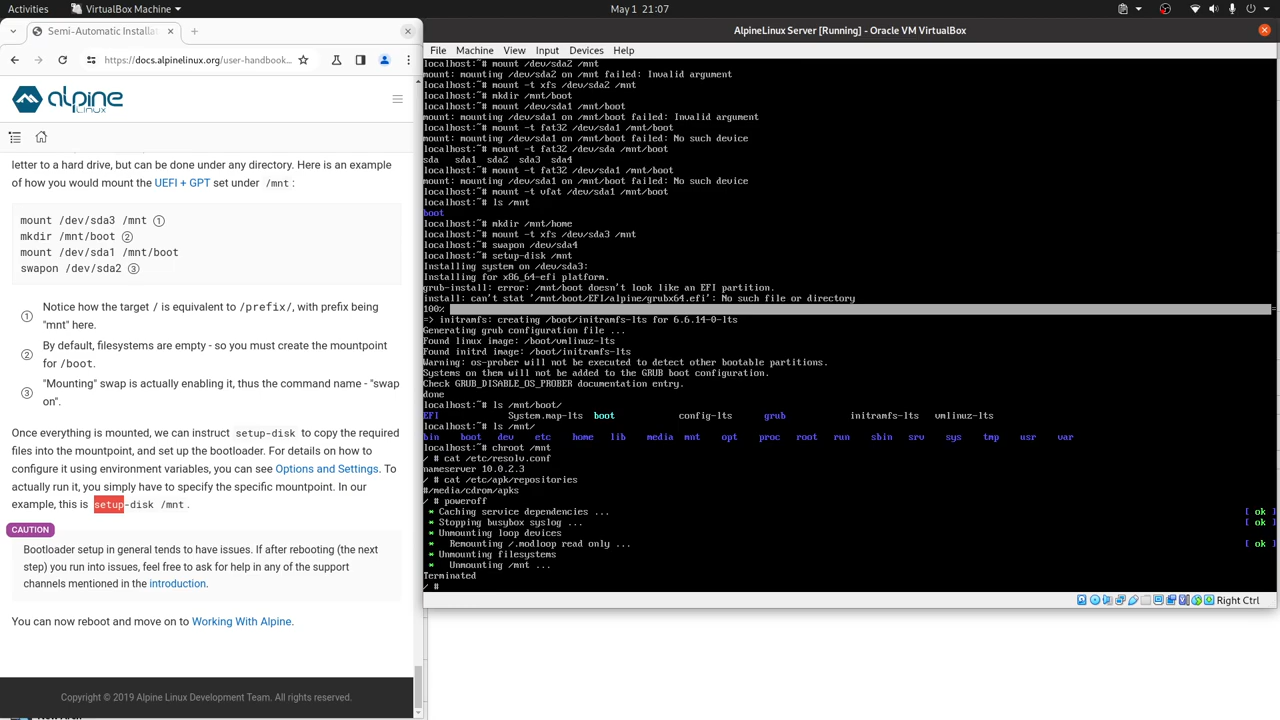 Activities
VirtualBox Machine
May 1 21:07
Semi-Automatic Installa
https://docs.alpinelinux.org/user-handbook...
alpine
LINUX
letter to a hard drive, but can be done under any directory. Here is an example
of how you would mount the UEFI + GPT set under /mnt :
mount /dev/sda3 /mnt 1
mkdir /mnt/boot 2
mount /dev/sda1 /mnt/boot
swapon /dev/sda2 3
1 Notice how the target / is equivalent to /prefix/, with prefix being
"mnt" here.
2 By default, filesystems are empty - so you must create the mountpoint
for /boot.
3 "Mounting" swap is actually enabling it, thus the command name - "swap
on".
Once everything is mounted, we can instruct setup-disk to copy the required
files into the mountpoint, and set up the bootloader. For details on how to
configure it using environment variables, you can see Options and Settings. To
actually run it, you simply have to specify the specific mountpoint. In our
example, this is setup-disk /mnt.
CAUTION
Bootloader setup in general tends to have issues. If after rebooting (the next
step) you run into issues, feel free to ask for help in any of the support
channels mentioned in the introduction.
You can now reboot and move on to Working With Alpine.
Copyright © 2019 Alpine Linux Development Team. All rights reserved.
AlpineLinux Server [Running] - Oracle VM VirtualBox
File Machine View Input Devices Help
localhost:~# mount /dev/sda2 /mnt
mount: mounting /dev/sda2 on /mnt failed: Invalid argument
localhost:~# mount -t xfs /dev/sda2 /mnt
localhost:~# mkdir /mnt/boot
localhost:~# mount /dev/sda1 /mnt/boot
mount: mounting /dev/sda1 on /mnt/boot failed: Invalid argument
localhost:~# mount -t fat32 /dev/sda1 /mnt/boot
mount: mounting /dev/sda1 on /mnt/boot failed: No such device
localhost:~# mount -t fat32 /dev/sda /mnt/boot
sda sda1 sda2 sda3 sda4
localhost:~# mount -t fat32 /dev/sda1 /mnt/boot
mount: mounting /dev/sda1 on /mnt/boot failed: No such device
localhost:~# mount -t vfat /dev/sda1 /mnt/boot
localhost:~# ls /mnt
boot
localhost:~# mkdir /mnt/home
localhost:~# mount -t xfs /dev/sda3 /mnt
localhost:~# swapon /dev/sda4
localhost:~# setup-disk /mnt
Installing system on /dev/sda3:
Installing for x86_64-efi platform.
grub-install: error: /mnt/boot doesn't look like an EFI partition.
install: can't stat '/mnt/boot/EFI/alpine/grubx64.efi': No such file or directory
100%
=> initramfs: creating /boot/initramfs-lts for 6.6.14-0-lts
Generating grub configuration file ...
Found linux image: /boot/vmlinuz-lts
Found initrd image: /boot/initramfs-lts
Warning: os-prober will not be executed to detect other bootable partitions.
Systems on them will not be added to the GRUB boot configuration.
Check GRUB_DISABLE_OS_PROBER documentation entry.
done
localhost:~# ls /mnt/boot/
EFI System.map-lts boot config-lts grub initramfs-lts vmlinuz-lts
localhost:~# ls /mnt/
bin boot dev etc home lib media mnt opt proc root run sbin srv sys tmp usr var
localhost:~# chroot /mnt
/ # cat /etc/resolv.conf
nameserver 10.0.2.3
/ # cat /etc/apk/repositories
#/media/cdrom/apks
/ # poweroff
* Caching service dependencies ... [ ok ]
* Stopping busybox syslog ... [ ok ]
* Unmounting loop devices
* Remounting /.modloop read only ... [ ok ]
* Unmounting filesystems
* Unmounting /mnt ...
Terminated
/ #
Right Ctrl